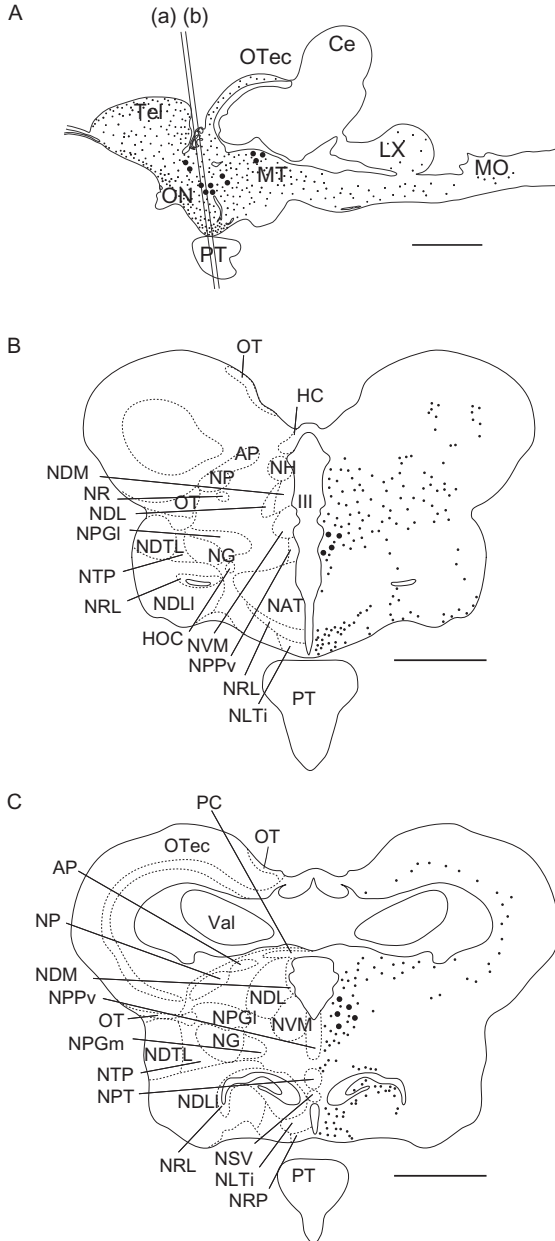 A
(a) (b)
Ce
OTec
Tel
LX
MT
MO
ON
PT
B
OT
HC
AP
NDM
NP
NH
NR
III
NDL
OT
NPGl
NDTL
NG
NTP
NRL
NDLI
NAT
HOC
NVM
NPPv
NRL
NLTi
PT
C
PC
OTec
OT
AP
NP
Val
NDM
NDL
NPPv
NPGl
NVM
OT
NPGm
NDTL
NG
NTP
NPT
NDLI
NRL
NSV
NLTi
NRP
PT